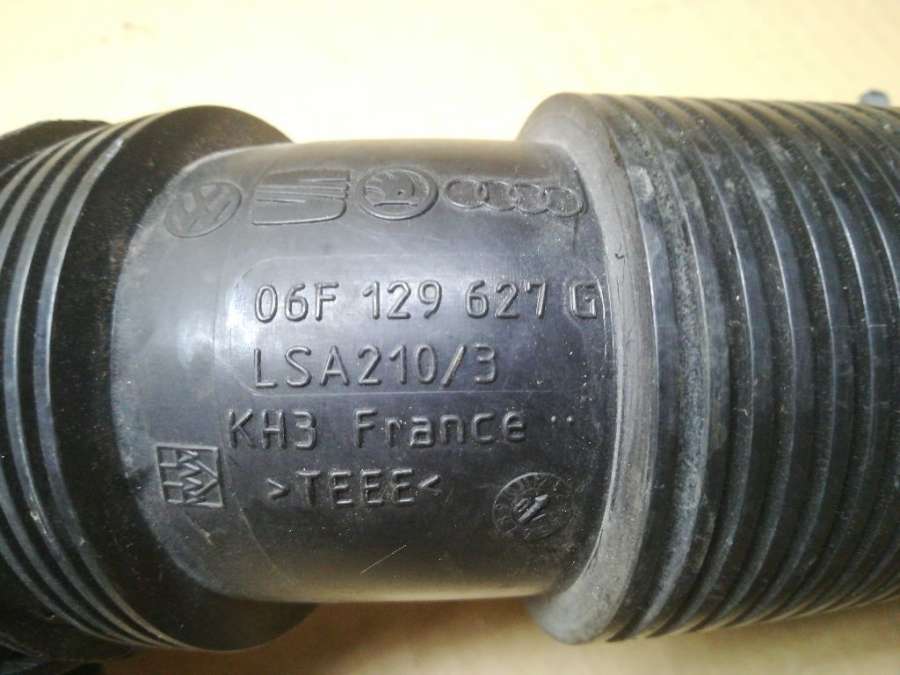 06F 129 627 G
LSA210/3
KH3 France
>TEEE<